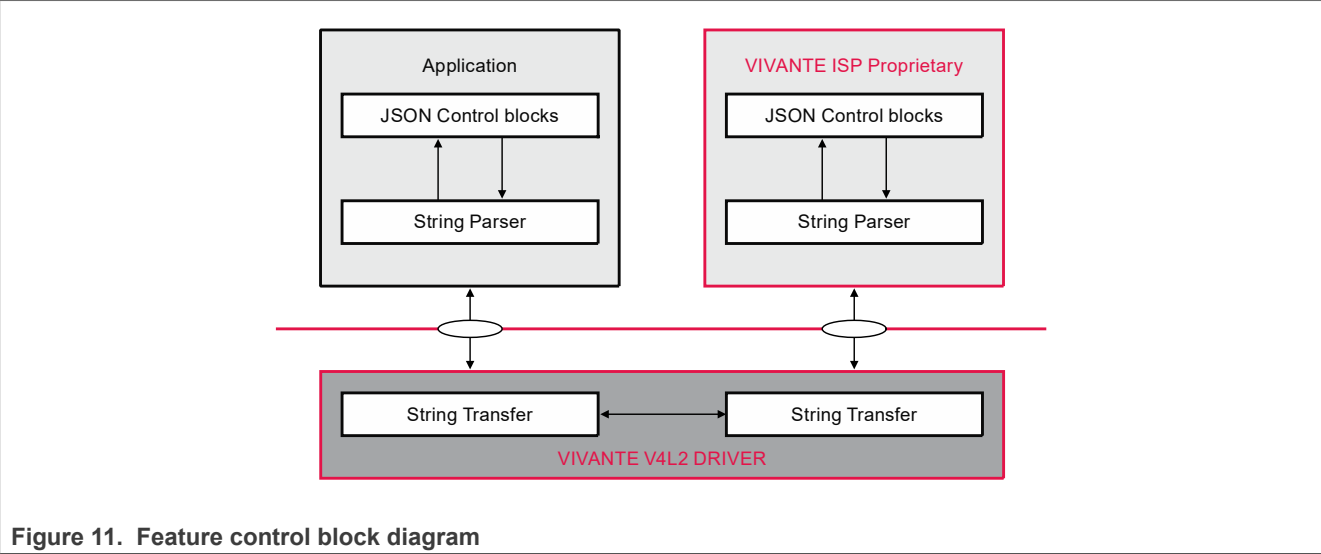 Application
JSON Control blocks
String Parser
VIVANTE ISP Proprietary
JSON Control blocks
String Parser
String Transfer
String Transfer
VIVANTE V4L2 DRIVER
Figure 11. Feature control block diagram